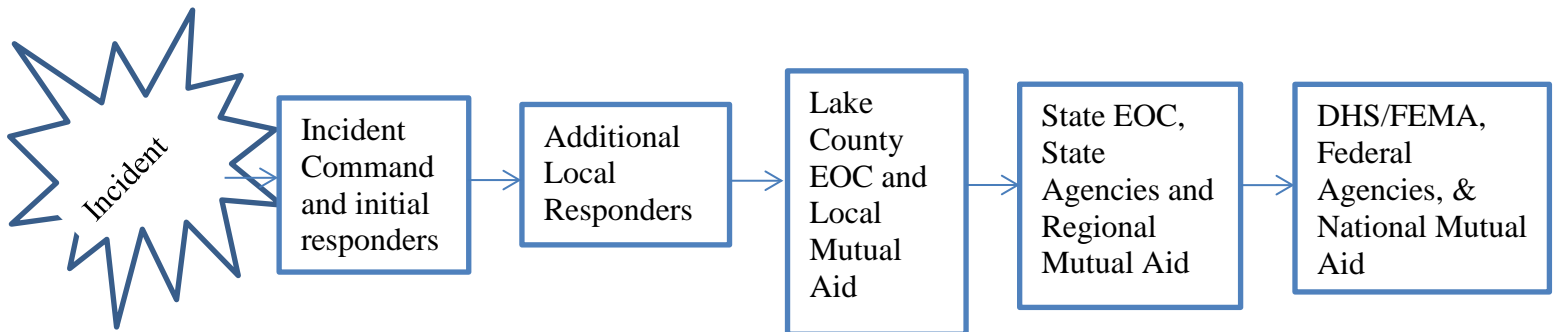 Incident
Incident
Command
and initial
responders
Additional
Local
Responders
Lake
County
EOC and
Local
Mutual
Aid
State EOC,
State
Agencies and
Regional
Mutual Aid
DHS/FEMA,
Federal
Agencies, &
National Mutual
Aid